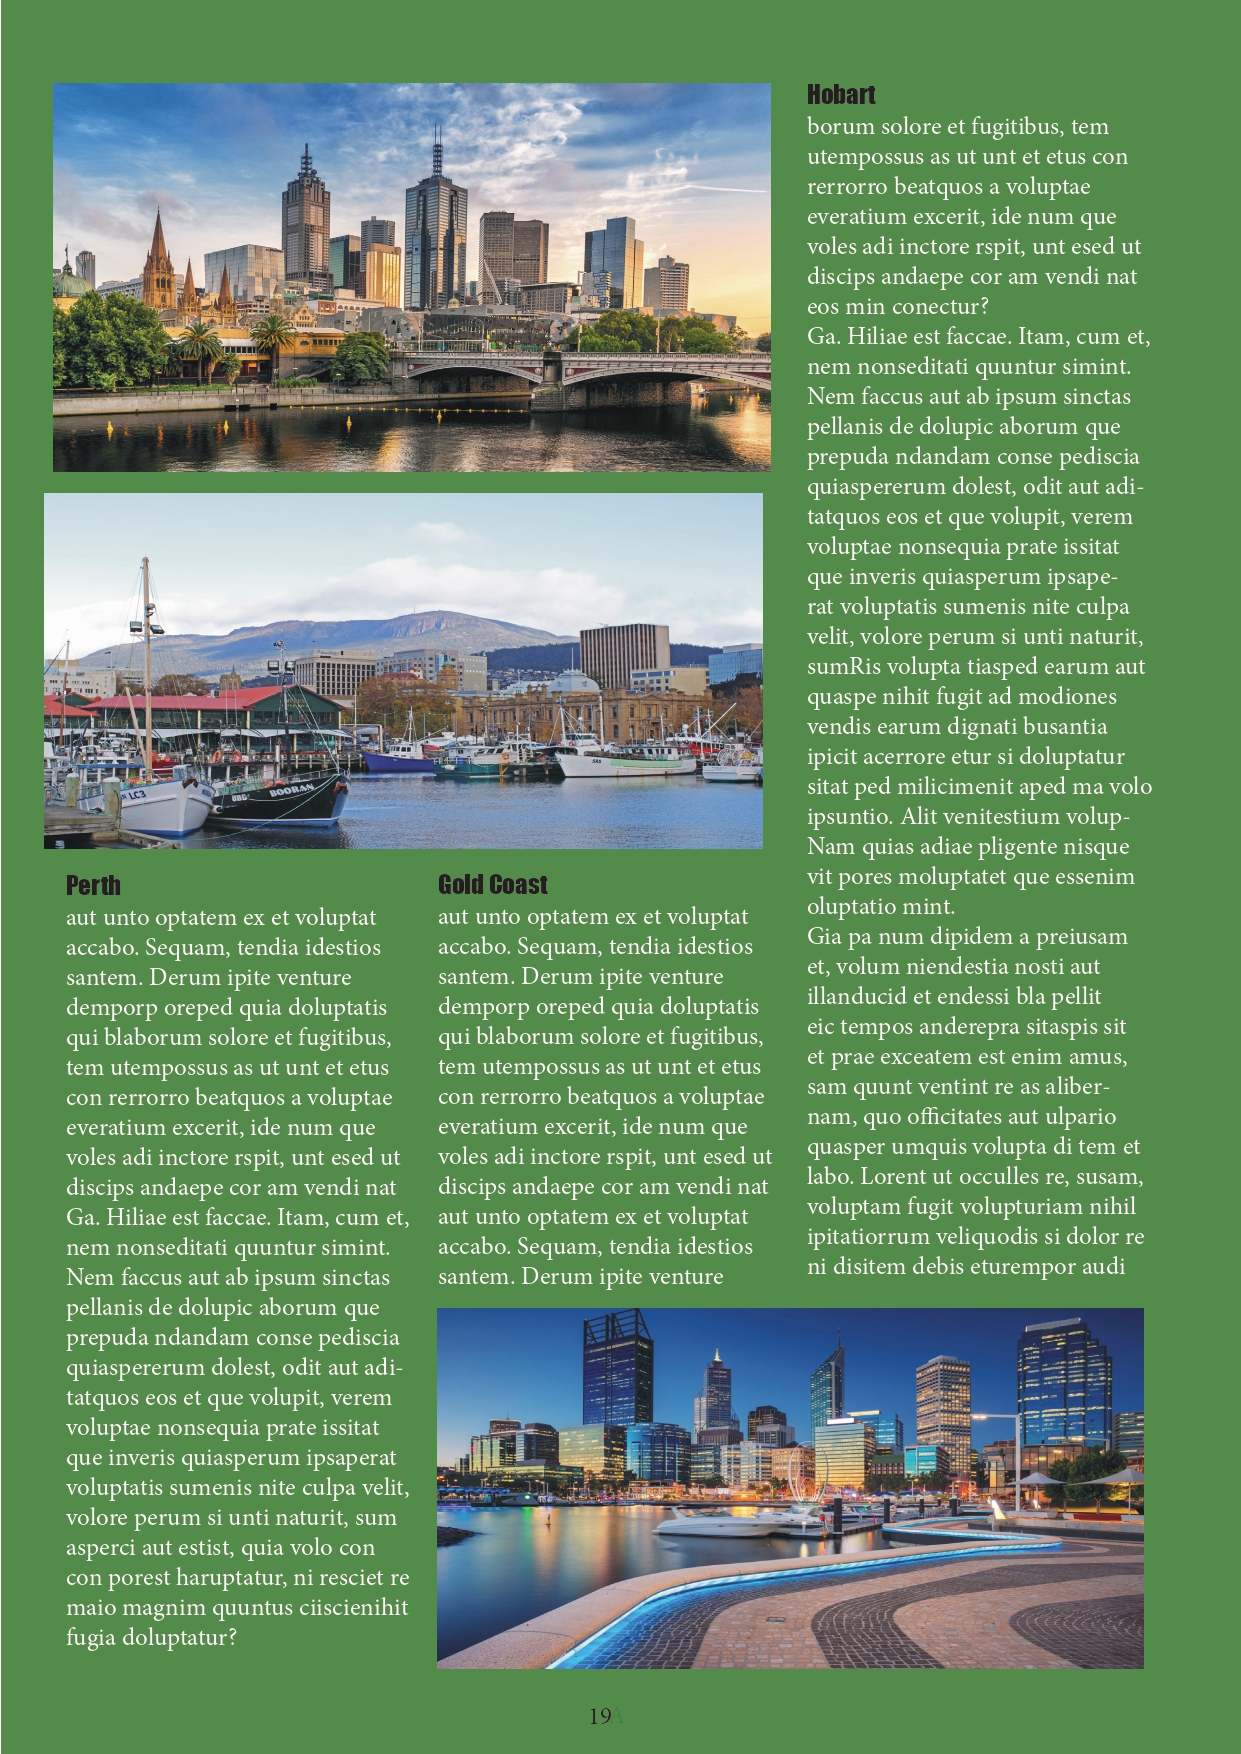 Hobart
borum solore et fugitibus, tem
utempossus as ut unt et etus con
rerrorro beatquos a voluptae
everatium excerit, ide num que
voles adi inctore rspit, unt esed ut
discips andaepe cor am vendi nat
eos min conectur?
Ga. Hiliae est faccae. Itam, cum et,
nem nonseditati quuntur simint.
Nem faccus aut ab ipsum sinctas
pellanis de dolupic aborum que
prepuda ndandam conse pediscia
quiaspererum dolest, odit aut adi-
tatquos eos et que volupit, verem
voluptae nonsequia prate issitat
que inveris quiasperum ipsape-
rat voluptatis sumenis nite culpa
velit, volore perum si unti naturit,
sumRis volupta tiasped earum aut
quaspe nihit fugit ad modiones
vendis earum dignati busantia
ipicit acerrore etur si doluptatur
sitat ped milicimenit aped ma volo
ipsuntio. Alit venitestium volup-
Nam quias adiae pligente nisque
vit pores moluptatet que essenim
oluptatio mint.
Gia pa num dipidem a preiusam
et, volum niendestia nosti aut
illanducid et endessi bla pellit
eic tempos anderepra sitaspis sit
et prae exceatem est enim amus,
sam quunt ventint re as aliber-
nam, quo officitates aut ulpario
quasper umquis volupta di tem et
labo. Lorent ut occulles re, susam,
voluptam fugit volupturiam nihil
ipitatiorrum veliquodis si dolor re
ni disitem debis eturempor audi
LC3
BBG
BOORAN
Perth
aut unto optatem ex et voluptat
accabo. Sequam, tendia idestios
santem. Derum ipite venture
demporp oreped quia doluptatis
qui blaborum solore et fugitibus,
tem utempossus as ut unt et etus
con rerrorro beatquos a voluptae
everatium excerit, ide num que
voles adi inctore rspit, unt esed ut
discips andaepe cor am vendi nat
Ga. Hiliae est faccae. Itam, cum et,
nem nonseditati quuntur simint.
Nem faccus aut ab ipsum sinctas
pellanis de dolupic aborum que
prepuda ndandam conse pediscia
quiaspererum dolest, odit aut adi-
tatquos eos et que volupit, verem
voluptae nonsequia prate issitat
que inveris quiasperum ipsaperat
voluptatis sumenis nite culpa velit,
volore perum si unti naturit, sum
asperci aut estist, quia volo con
con porest haruptatur, ni resciet re
maio magnim quuntus ciiscienihit
fugia doluptatur?
Gold Coast
aut unto optatem ex et voluptat
accabo. Sequam, tendia idestios
santem. Derum ipite venture
demporp oreped quia doluptatis
qui blaborum solore et fugitibus,
tem utempossus as ut unt et etus
con rerrorro beatquos a voluptae
everatium excerit, ide num que
voles adi inctore rspit, unt esed ut
discips andaepe cor am vendi nat
aut unto optatem ex et voluptat
accabo. Sequam, tendia idestios
santem. Derum ipite venture
19A